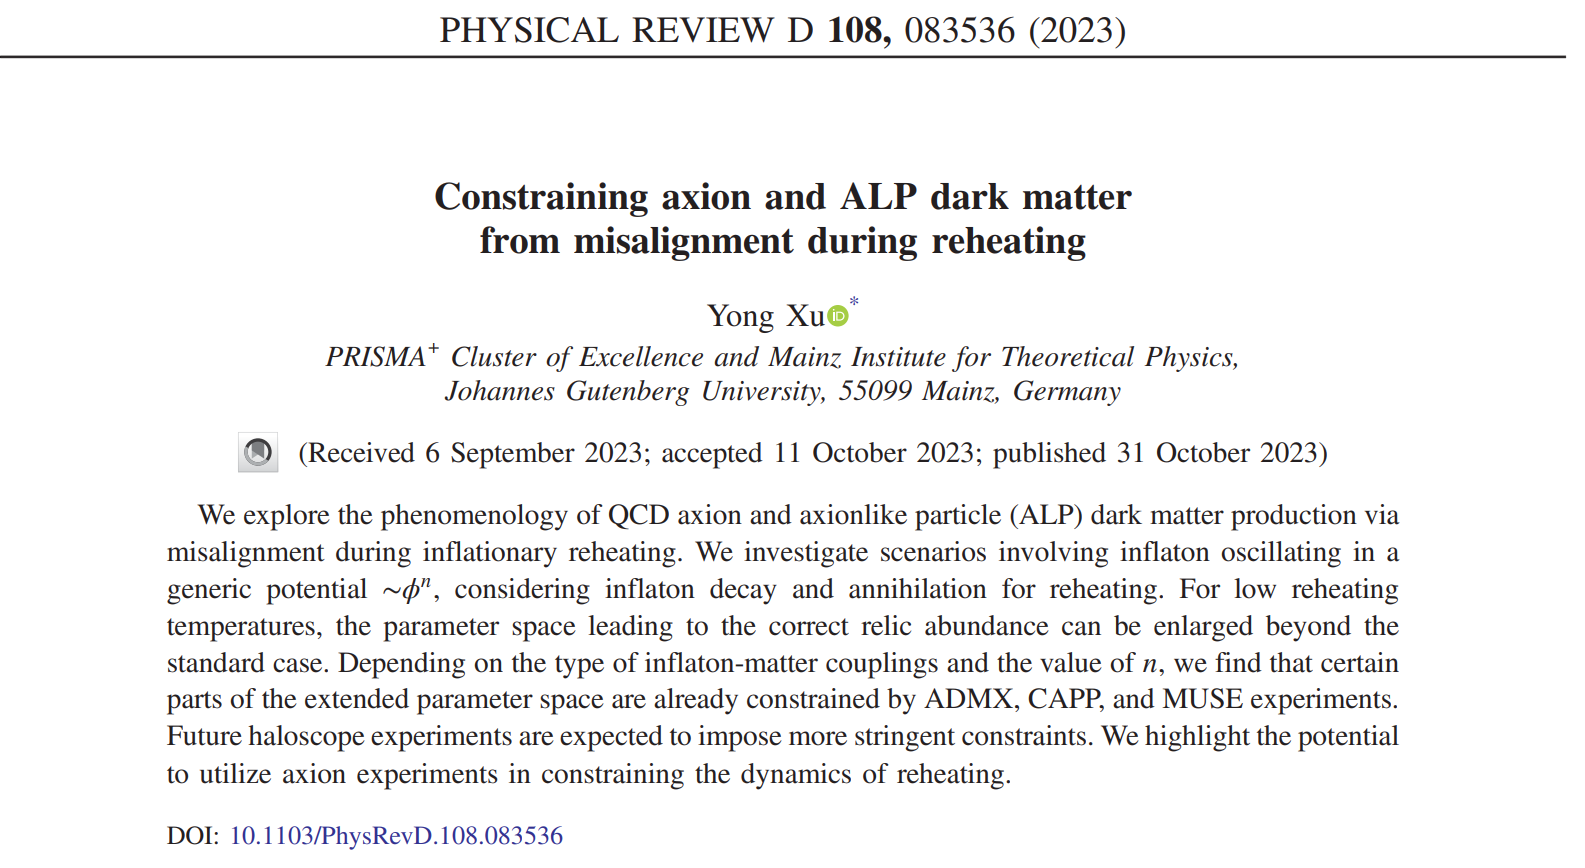 PHYSICAL REVIEW D 108, 083536 (2023)
Constraining axion and ALP dark matter
from misalignment during reheating
Yong Xu iD *
PRISMA+ Cluster of Excellence and Mainz Institute for Theoretical Physics,
Johannes Gutenberg University, 55099 Mainz, Germany
(Received 6 September 2023; accepted 11 October 2023; published 31 October 2023)
We explore the phenomenology of QCD axion and axionlike particle (ALP) dark matter production via
misalignment during inflationary reheating. We investigate scenarios involving inflaton oscillating in a
generic potential ~ϕⁿ, considering inflaton decay and annihilation for reheating. For low reheating
temperatures, the parameter space leading to the correct relic abundance can be enlarged beyond the
standard case. Depending on the type of inflaton-matter couplings and the value of n, we find that certain
parts of the extended parameter space are already constrained by ADMX, CAPP, and MUSE experiments.
Future haloscope experiments are expected to impose more stringent constraints. We highlight the potential
to utilize axion experiments in constraining the dynamics of reheating.
DOI: 10.1103/PhysRevD.108.083536